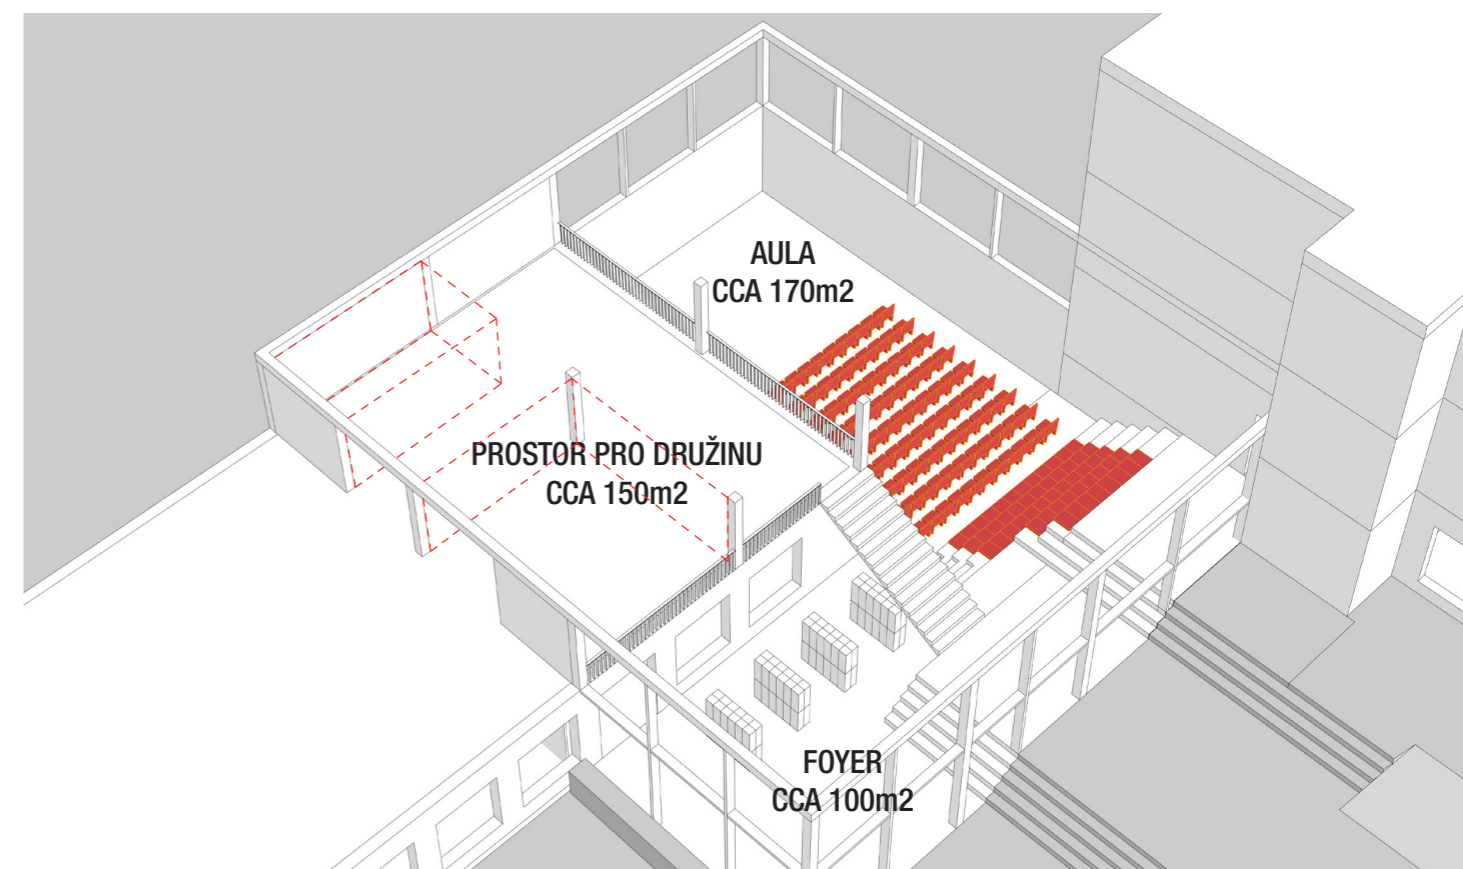 AULA
CCA 170m2
PROSTOR PRO DRUŽINU
CCA 150m2
FOYER
CCA 100m2